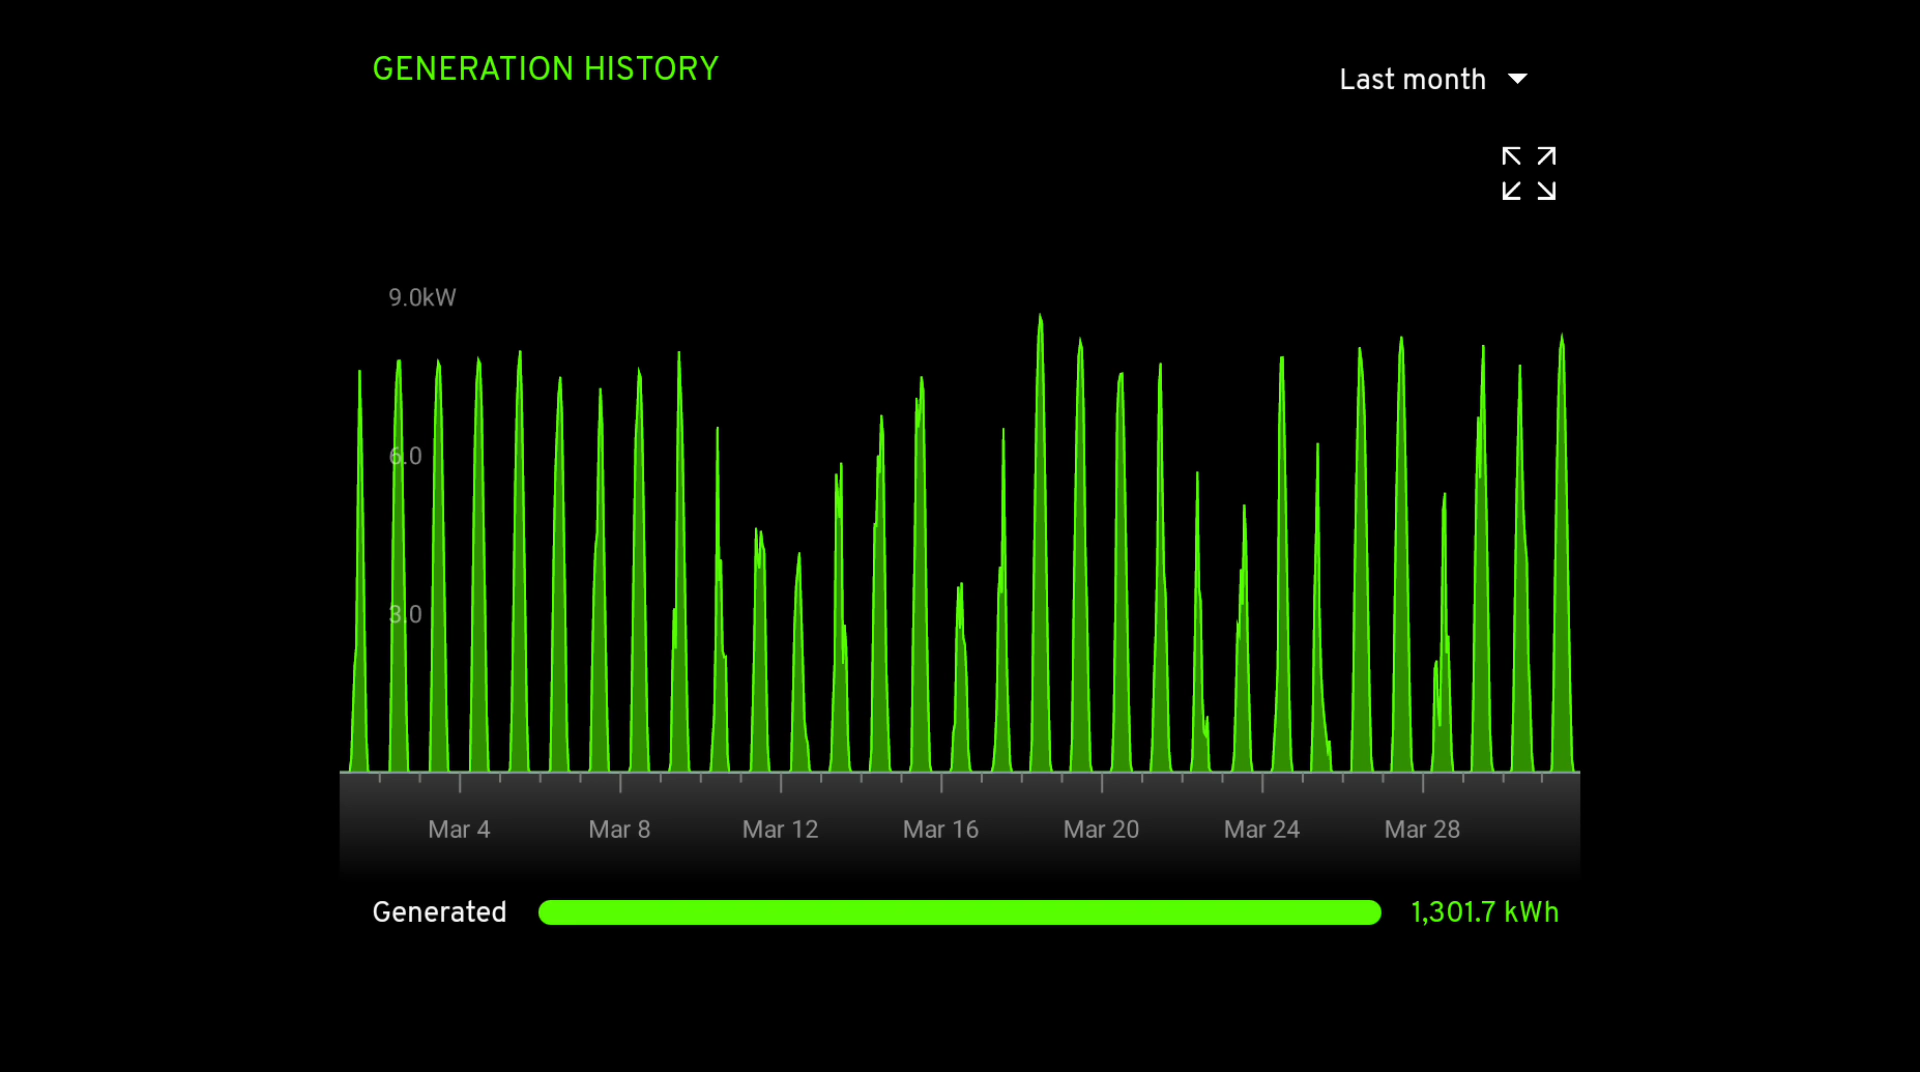 GENERATION HISTORY
Last month
9.0kW
6.0
3.0
Mar 4 Mar 8 Mar 12 Mar 16 Mar 20 Mar 24 Mar 28
Generated 1,301.7 kWh